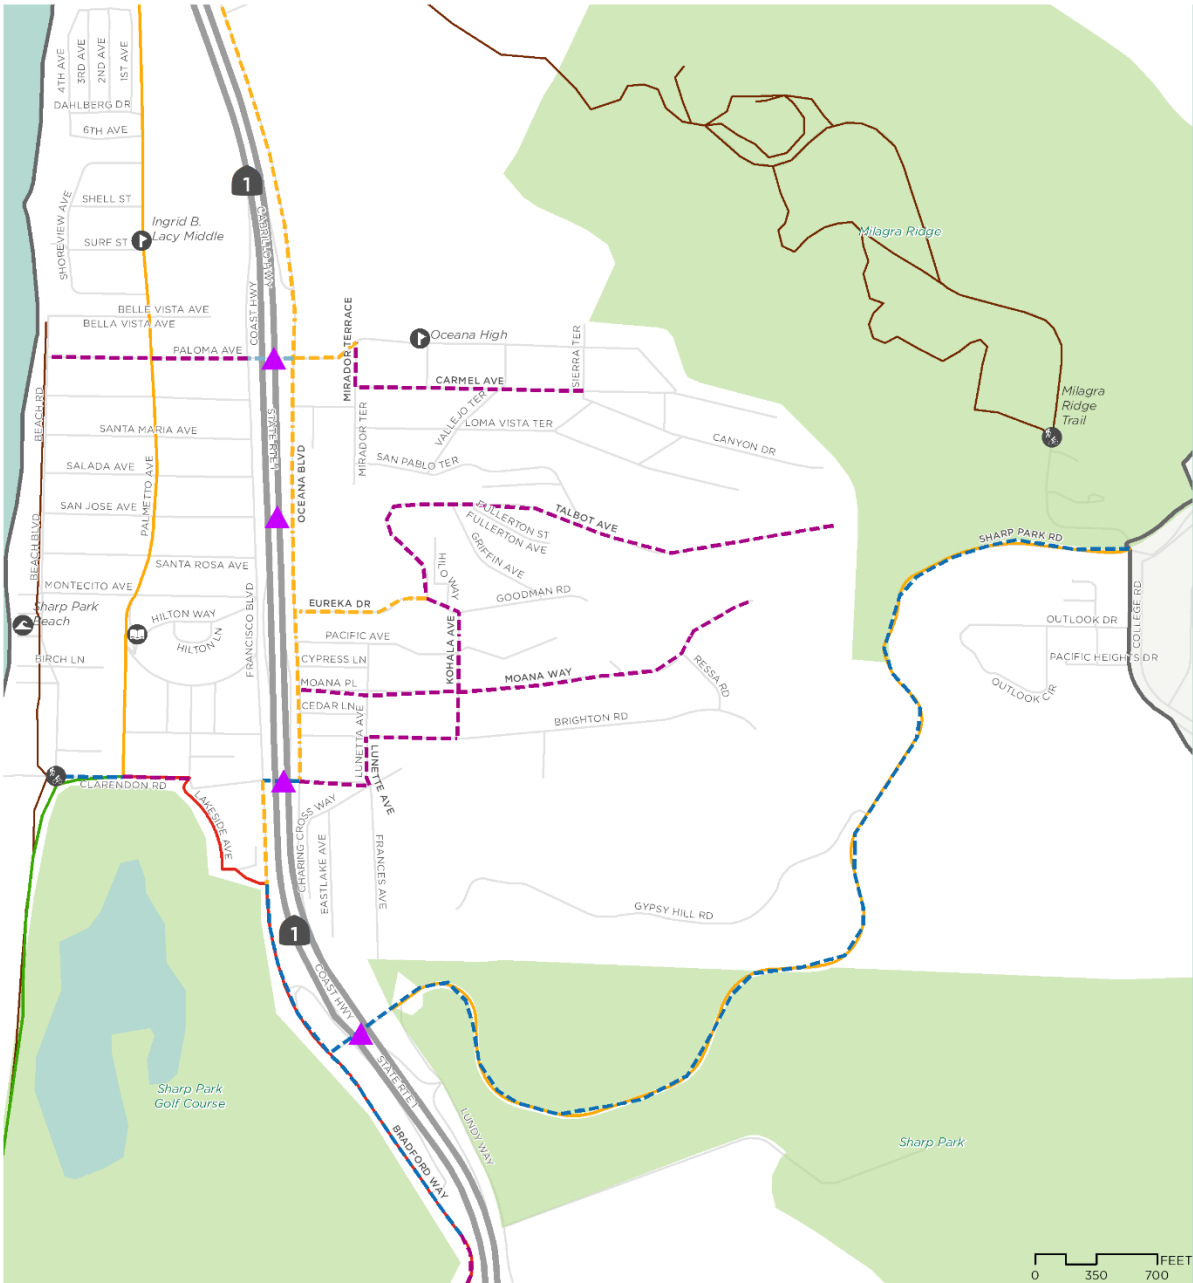 4TH AVE
3RD AVE
2ND AVE
1ST AVE
DAHLBERG DR
6TH AVE
1
SHELL ST
SHOREVIEW AVE
SURF ST
Ingrid B.
Lacy Middle
CABRILLO HWY
COAST HWY
Milagra Ridge
BELLE VISTA AVE
BELLA VISTA AVE
PALOMA AVE
MIRADOR TERRACE
Oceana High
SIERRA TER
CARMEL AVE
BEACH RD
MIRADOR TER
VALLEJO TER
LOMA VISTA TER
CANYON DR
Milagra
Ridge
Trail
STATE RTE 1
SANTA MARIA AVE
SALADA AVE
PALMETTO AVE
OCEANA BLVD
SAN PABLO TER
SAN JOSE AVE
FULLERTON ST
FULLERTON AVE
TALBOT AVE
GRIFFIN AVE
SHARP PARK RD
BEACH BLVD
SANTA ROSA AVE
HILO WAY
MONTECITO AVE
GOODMAN RD
EUREKA DR
Sharp Park
Beach
HILTON WAY
HILTON LN
FRANCISCO BLVD
PACIFIC AVE
KOHALA AVE
OUTLOOK DR
COLLEGE RD
BIRCH LN
CYPRESS LN
PACIFIC HEIGHTS DR
MOANA PL
MOANA WAY
RESSA RD
OUTLOOK CIR
CEDAR LN
LUNETTA AVE
BRIGHTON RD
LUNETTE AVE
CLARENDON RD
LAKESIDE AVE
CHARING CROSS WAY
EASTLAKE AVE
FRANCES AVE
GYPSY HILL RD
1
COAST HWY
STATE RTE 1
Sharp Park
Golf Course
BRADFORD WAY
LUNDY WAY
Sharp Park
FEET
0 350 700